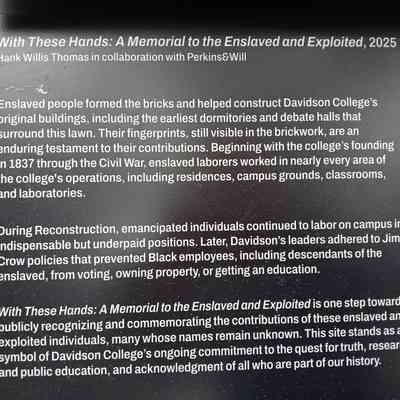 With These Hands: A Memorial to the Enslaved and Exploited, 2025
Hank Willis Thomas in collaboration with Perkins&Will
Enslaved people formed the bricks and helped construct Davidson College's
original buildings, including the earliest dormitories and debate halls that
surround this lawn. Their fingerprints, still visible in the brickwork, are an
enduring testament to their contributions. Beginning with the college's founding
in 1837 through the Civil War, enslaved laborers worked in nearly every area of
the college's operations, including residences, campus grounds, classrooms,
and laboratories.
During Reconstruction, emancipated individuals continued to labor on campus in
indispensable but underpaid positions. Later, Davidson's leaders adhered to Jim
Crow policies that prevented Black employees, including descendants of the
enslaved, from voting, owning property, or getting an education.
With These Hands: A Memorial to the Enslaved and Exploited is one step toward
publicly recognizing and commemorating the contributions of these enslaved an
exploited individuals, many whose names remain unknown. This site stands as a
symbol of Davidson College's ongoing commitment to the quest for truth, resear
and public education, and acknowledgment of all who are part of our history.